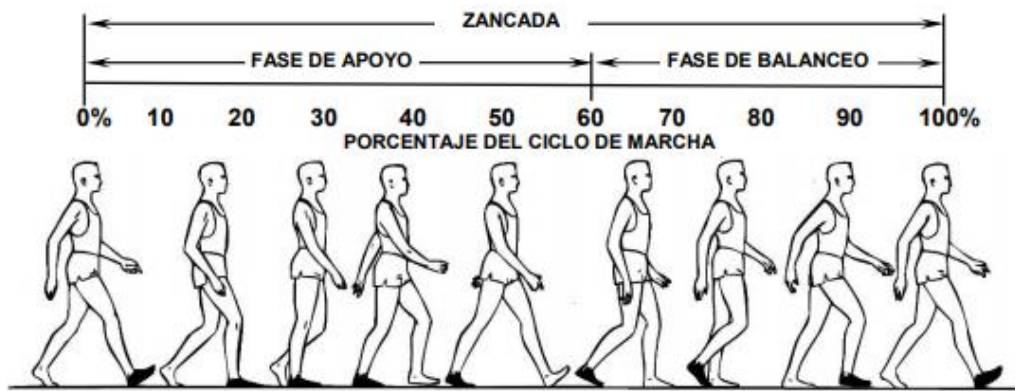 ZANCADA
FASE DE APOYO FASE DE BALANCEO
0% 10 20 30 40 50 60 70 80 90 100%
PORCENTAJE DEL CICLO DE MARCHA